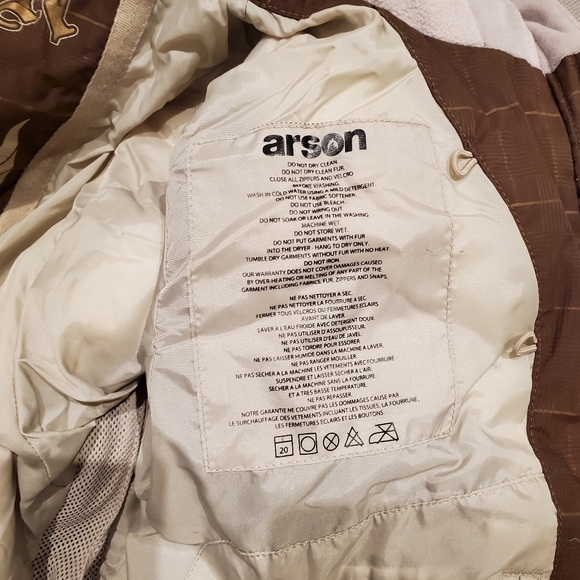 arson
DO NOT DRY CLEAN.
DO NOT DRY CLEAN FUR.
CLOSE ALL ZIPPERS AND VELCRO
BEFORE WASHING.
WASH IN COLD WATER USING A MILD DETERGENT.
DO NOT USE FABRIC SOFTENER.
DO NOT USE BLEACH.
DO NOT WRING OUT
DO NOT SOAK OR LEAVE IN THE WASHING
MACHINE WET.
DO NOT STORE WET.
DO NOT PUT GARMENTS WITH FUR
INTO THE DRYER - HANG TO DRY ONLY.
TUMBLE DRY GARMENTS WITHOUT FUR WITH NO HEAT.
DO NOT IRON.
OUR WARRANTY DOES NOT COVER DAMAGES CAUSED
BY OVER-HEATING OR MELTING OF ANY PART OF THE
GARMENT INCLUDING FABRICS, FUR, ZIPPERS AND SNAPS.
NE PAS NETTOYER A SEC.
NE PAS NETTOYER LA FOURRURE A SEC.
FERMER TOUS VELCROS OU FERMETURES ECLAIRS
AVANT DE LAVER.
LAVER A L'EAU FROIDE AVEC DETERGENT DOUX.
NE PAS UTILISER D'ASSOUPLISSEUR.
NE PAS UTILISER D'EAU DE JAVEL.
NE PAS TORDRE POUR ESSORER
NE PAS LAISSER HUMIDE DANS LA MACHINE A LAVER.
NE PAS RANGER MOUILLER
NE PAS SECHER A LA MACHINE LES VETEMENTS AVEC FOURRURE
SUSPENDRE ET LAISSER SECHER A L'AIR.
SECHER A LA MACHINE SANS LA FOURRURE
ET A TRES BASSE TEMPERATURE
NE PAS REPASSER.
NOTRE GARANTIE NE COUVRE PAS LES DOMMAGES CAUSE PAR
LE SURCHAUFFAGE DES VETEMENTS INCLUANT LES TISSUS, LA FOURRURE,
LES FERMETURES ECLAIRS ET LES BOUTONS.
20